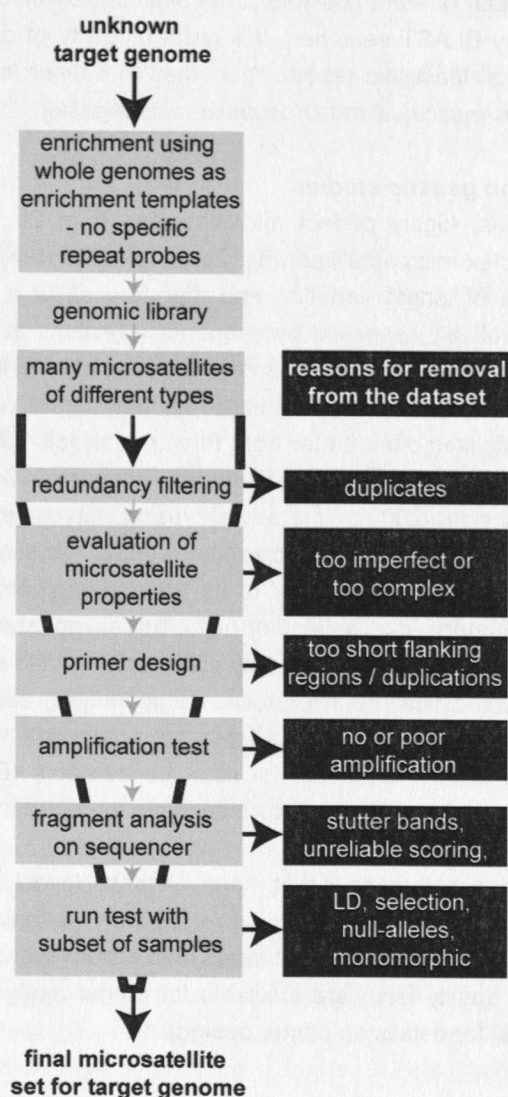 unknown
target genome
enrichment using
whole genomes as
enrichment templates
- no specific
repeat probes
genomic library
many microsatellites
of different types
reasons for removal
from the dataset
redundancy filtering
duplicates
evaluation of
microsatellite
properties
too imperfect or
too complex
primer design
too short flanking
regions / duplications
amplification test
no or poor
amplification
fragment analysis
on sequencer
stutter bands,
unreliable scoring,
run test with
subset of samples
LD, selection,
null-alleles,
monomorphic
final microsatellite
set for target genome